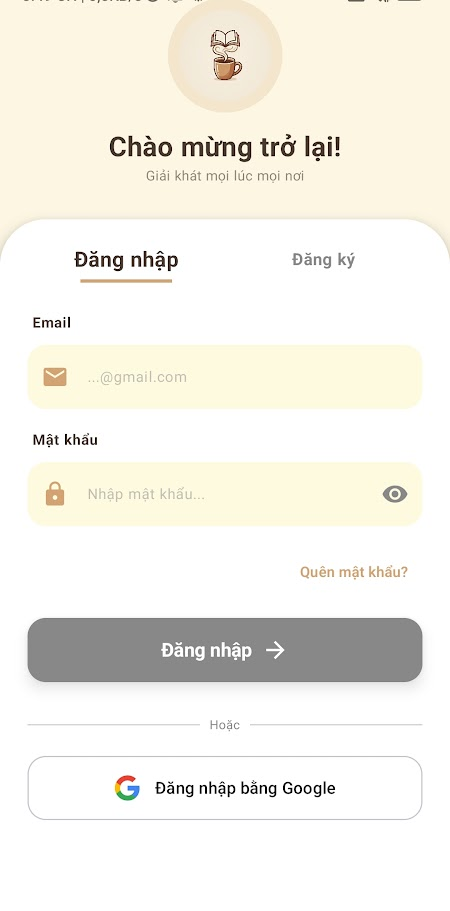 Chào mừng trở lại!
Giải khát mọi lúc mọi nơi
Đăng nhập
Đăng ký
Email
...@gmail.com
Mật khẩu
Nhập mật khẩu...
Quên mật khẩu?
Đăng nhập
Hoặc
Đăng nhập bằng Google